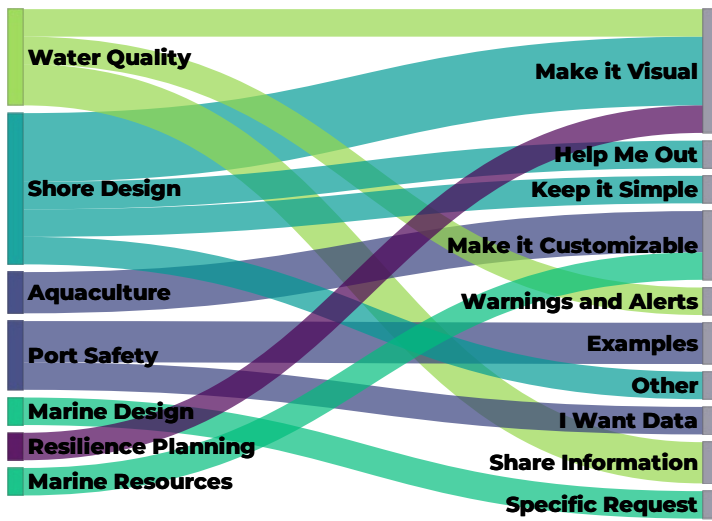 Water Quality
Shore Design
Aquaculture
Port Safety
Marine Design
Resilience Planning
Marine Resources
Make it Visual
Help Me Out
Keep it Simple
Make it Customizable
Warnings and Alerts
Examples
Other
I Want Data
Share Information
Specific Request